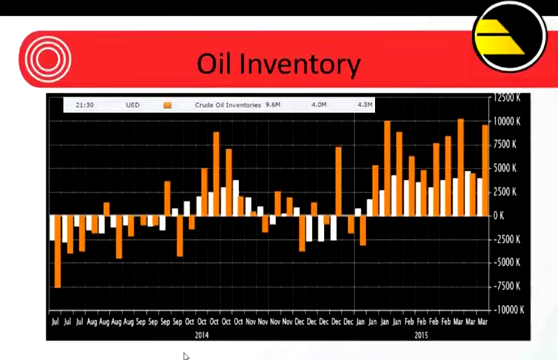 Oil Inventory
21:30 USD Crude Oil Inventories 9.6M 4.0M 4.5M
12500 K
10000 K
7500 K
5000 K
2500 K
0 K
-2500 K
-5000 K
-7500 K
-10000 K
Jul Jul Jul Aug Aug Aug Aug Sep Sep Sep Sep Oct Oct Oct Oct Oct Nov Nov Nov Nov Dec Dec Dec Dec Dec Jan Jan Jan Jan Feb Feb Feb Feb Mar Mar Mar
2014 2015